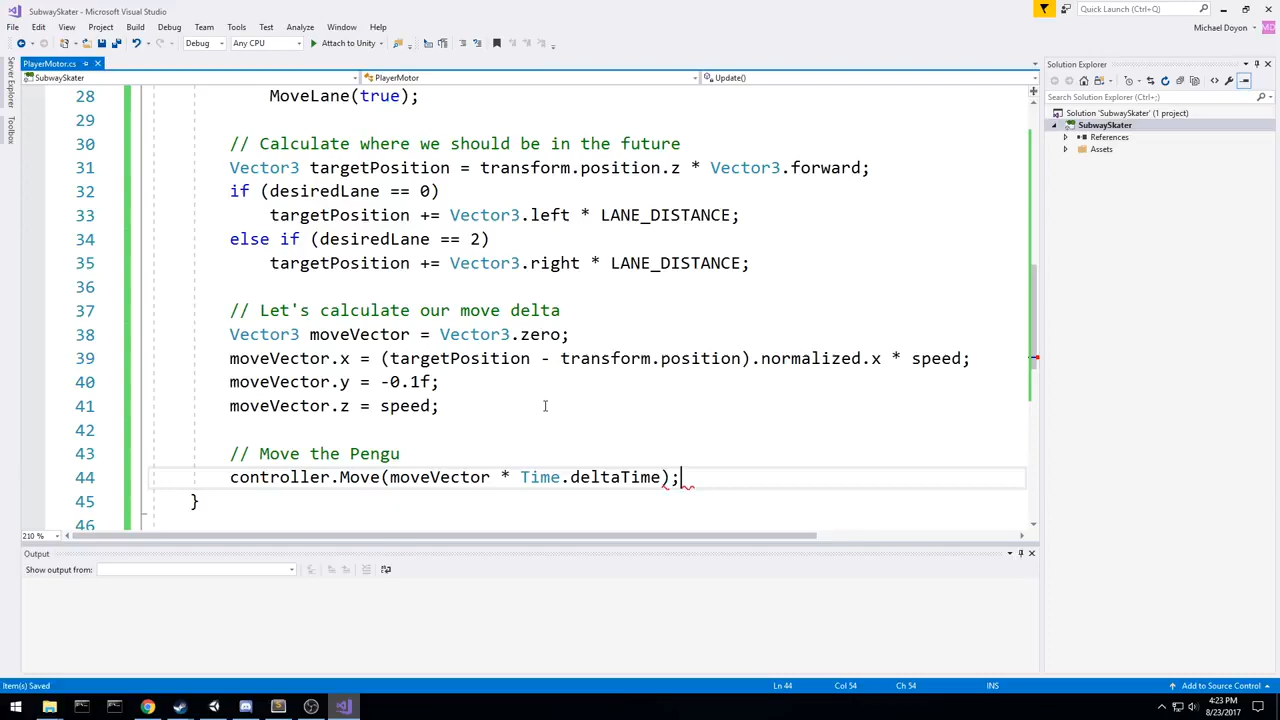 SubwaySkater - Microsoft Visual Studio
Quick Launch (Ctrl+Q)
File Edit View Project Build Debug Team Tools Test Analyze Window Help
Michael Doyon MD
Debug Any CPU Attach to Unity
PlayerMotor.cs
Solution Explorer
SubwaySkater PlayerMotor Update()
Search Solution Explorer (Ctrl+;)
Solution 'SubwaySkater' (1 project)
SubwaySkater
References
Assets
Server Explorer
Toolbox
28 MoveLane(true);
29
30 // Calculate where we should be in the future
31 Vector3 targetPosition = transform.position.z * Vector3.forward;
32 if (desiredLane == 0)
33 targetPosition += Vector3.left * LANE_DISTANCE;
34 else if (desiredLane == 2)
35 targetPosition += Vector3.right * LANE_DISTANCE;
36
37 // Let's calculate our move delta
38 Vector3 moveVector = Vector3.zero;
39 moveVector.x = (targetPosition - transform.position).normalized.x * speed;
40 moveVector.y = -0.1f;
41 moveVector.z = speed;
42
43 // Move the Pengu
44 controller.Move(moveVector * Time.deltaTime);
45 }
46
210 %
Output
Show output from:
Item(s) Saved Ln 44 Col 54 Ch 54 INS Add to Source Control
4:23 PM
8/23/2017